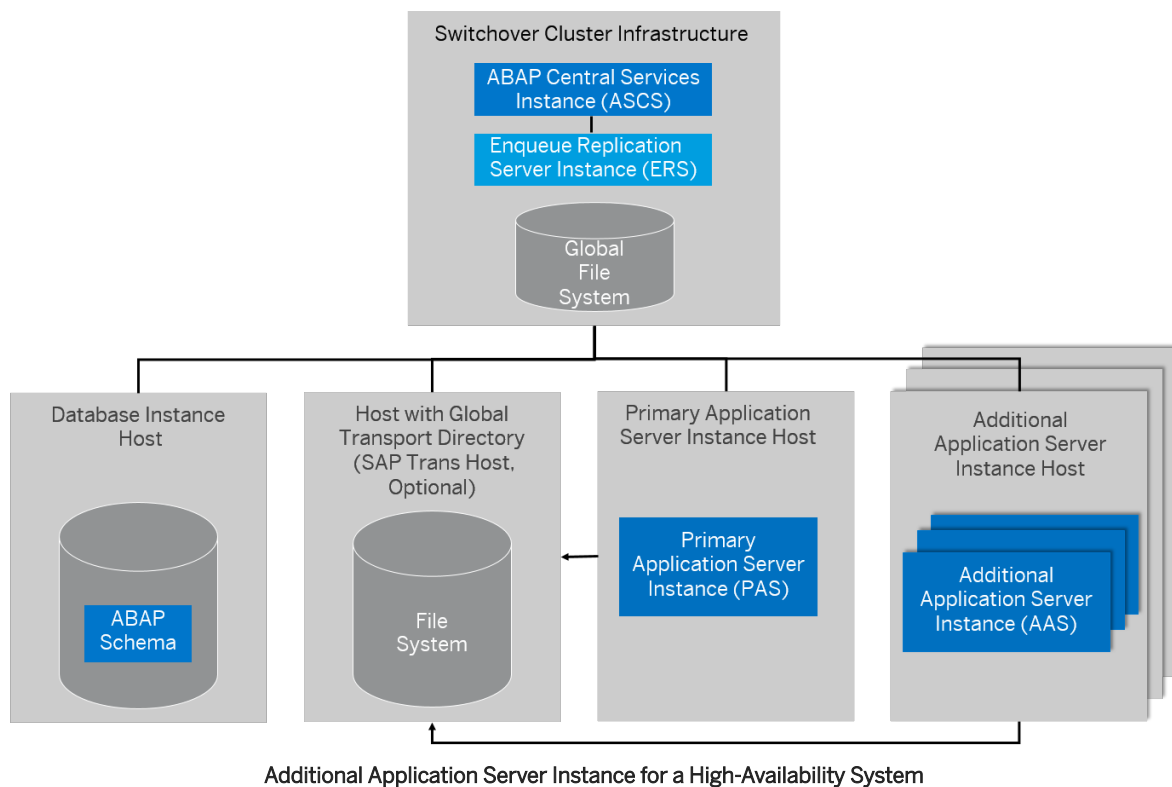 Switchover Cluster Infrastructure
ABAP Central Services
Instance (ASCS)
Enqueue Replication
Server Instance (ERS)
Global
File
System
Database Instance
Host
ABAP
Schema
Host with Global
Transport Directory
(SAP Trans Host,
Optional)
File
System
Primary Application
Server Instance Host
Primary
Application Server
Instance (PAS)
Additional
Application Server
Instance Host
Additional
Application Server
Instance (AAS)
Additional Application Server Instance for a High-Availability System